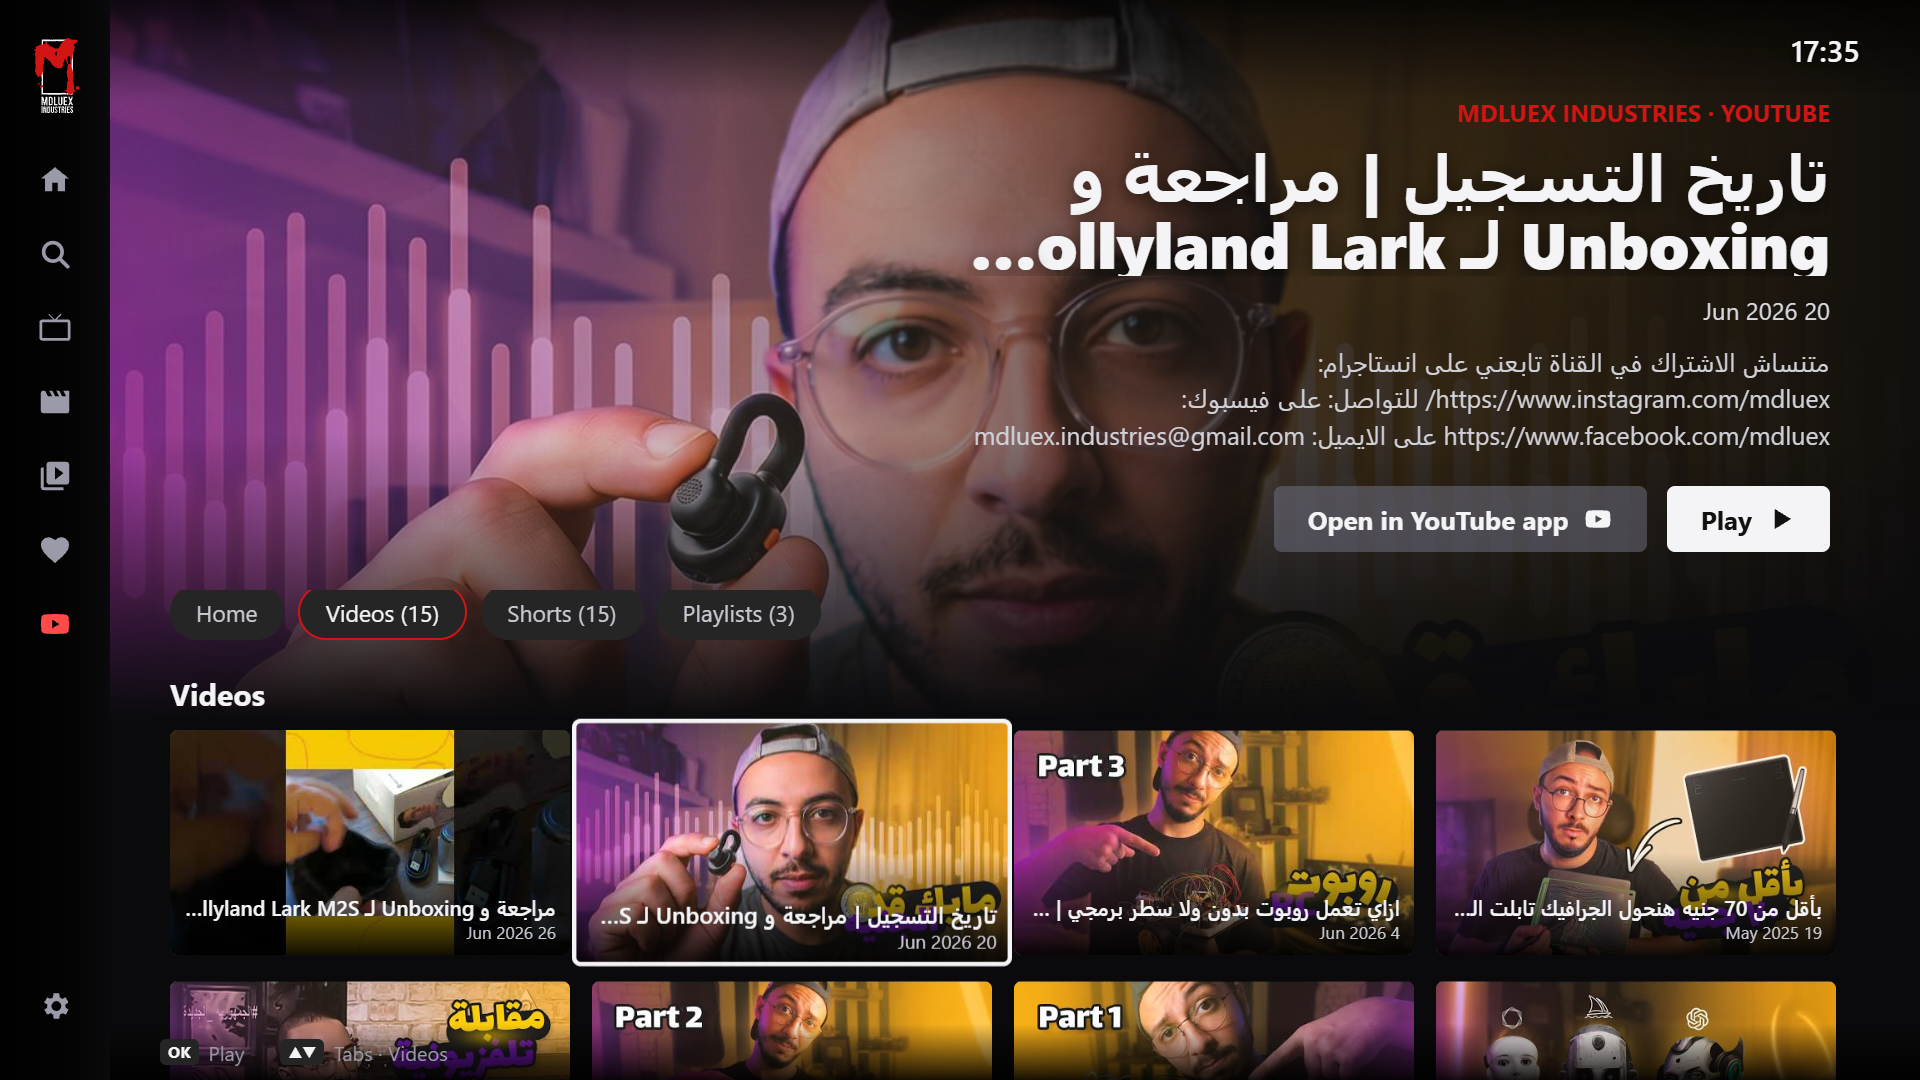 MDLUEX
INDUSTRIES
17:35
MDLUEX INDUSTRIES · YOUTUBE
تاريخ التسجيل | مراجعة و
Unboxing لـ ollyland Lark...
20 Jun 2026
متنساش الاشتراك في القناة تابعني على انستاجرام:
https://www.instagram.com/mdluex/ للتواصل: على فيسبوك:
https://www.facebook.com/mdluex على الايميل: mdluex.industries@gmail.com
Open in YouTube app
Play
Home
Videos (15)
Shorts (15)
Playlists (3)
Videos
مراجعة و Unboxing لـ llyland Lark M2S...
26 Jun 2026
تاريخ التسجيل | مراجعة و Unboxing لـ S...
20 Jun 2026
Part 3
روبوت
ازاي تعمل روبوت بدون ولا سطر برمجي | ...
4 Jun 2026
بأقل من
بأقل من 70 جنيه هنحول الجرافيك تابلت الـ...
19 May 2025
مقابلة
تلفزيونية
Part 2
Part 1
OK Play
▲▼ Tabs · Videos